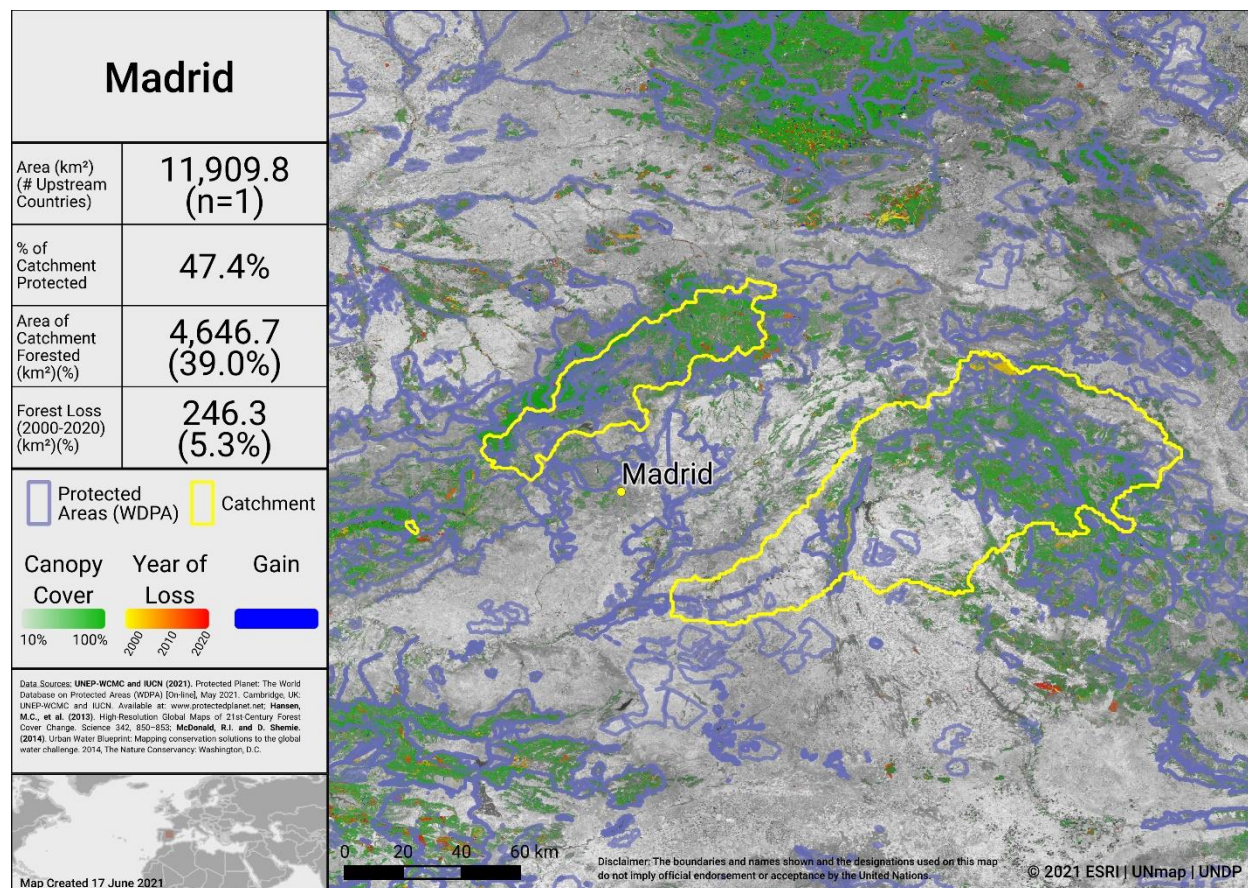 Madrid
Area (km²)
(# Upstream
Countries)
11,909.8
(n=1)
% of
Catchment
Protected
47.4%
Area of
Catchment
Forested
(km²)(%)
4,646.7
(39.0%)
Forest Loss
(2000-2020)
(km²)(%)
246.3
(5.3%)
Protected
Areas (WDPA)
Catchment
Canopy
Cover
10% 100%
Year of
Loss
2000 2010 2020
Gain
Data Sources: UNEP-WCMC and IUCN (2021). Protected Planet: The World
Database on Protected Areas (WDPA) [On-line], May 2021. Cambridge, UK:
UNEP-WCMC and IUCN. Available at: www.protectedplanet.net; Hansen,
M.C., et al. (2013). High-Resolution Global Maps of 21st-Century Forest
Cover Change. Science 342, 850–853; McDonald, R.I. and D. Shemie.
(2014). Urban Water Blueprint: Mapping conservation solutions to the global
water challenge. 2014, The Nature Conservancy: Washington, D.C.
Map Created 17 June 2021
Madrid
0 20 40 60 km
Disclaimer: The boundaries and names shown and the designations used on this map
do not imply official endorsement or acceptance by the United Nations.
© 2021 ESRI | UNmap | UNDP